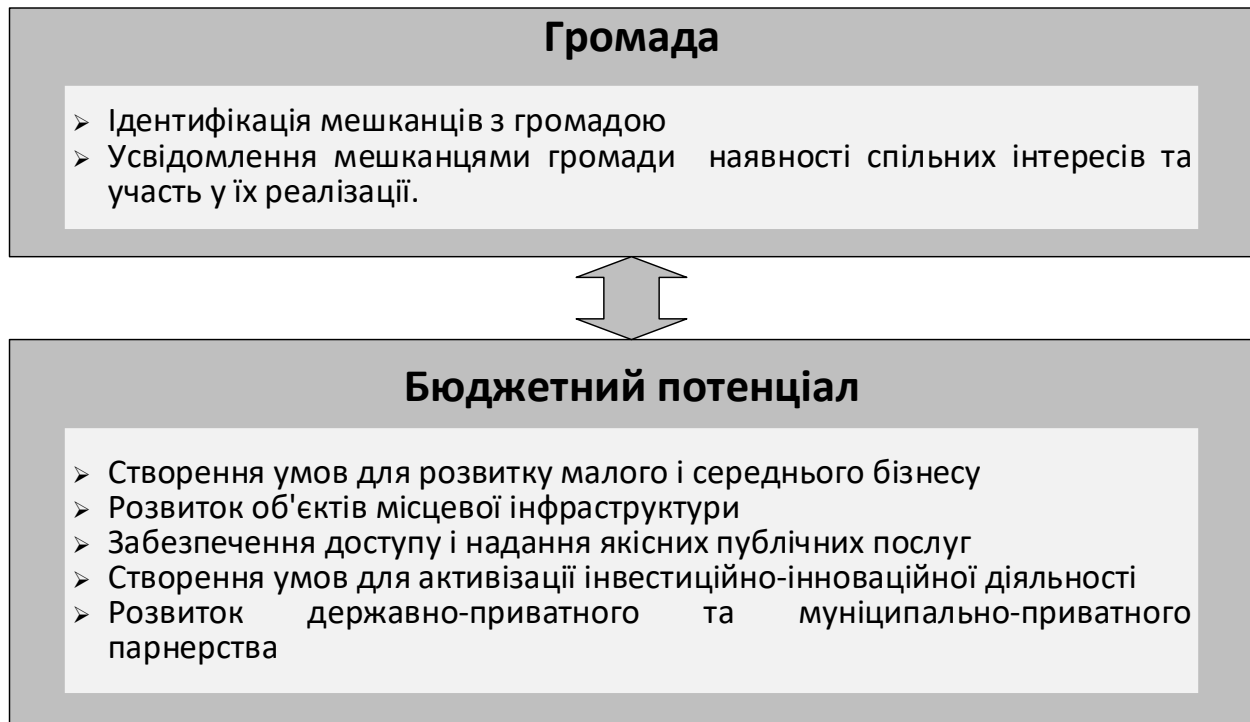 Громада
➢ Ідентифікація мешканців з громадою
➢ Усвідомлення мешканцями громади наявності спільних інтересів та
участь у їх реалізації.
Бюджетний потенціал
➢ Створення умов для розвитку малого і середнього бізнесу
➢ Розвиток об'єктів місцевої інфраструктури
➢ Забезпечення доступу і надання якісних публічних послуг
➢ Створення умов для активізації інвестиційно-інноваційної діяльності
➢ Розвиток державно-приватного та муніципально-приватного
парнерства